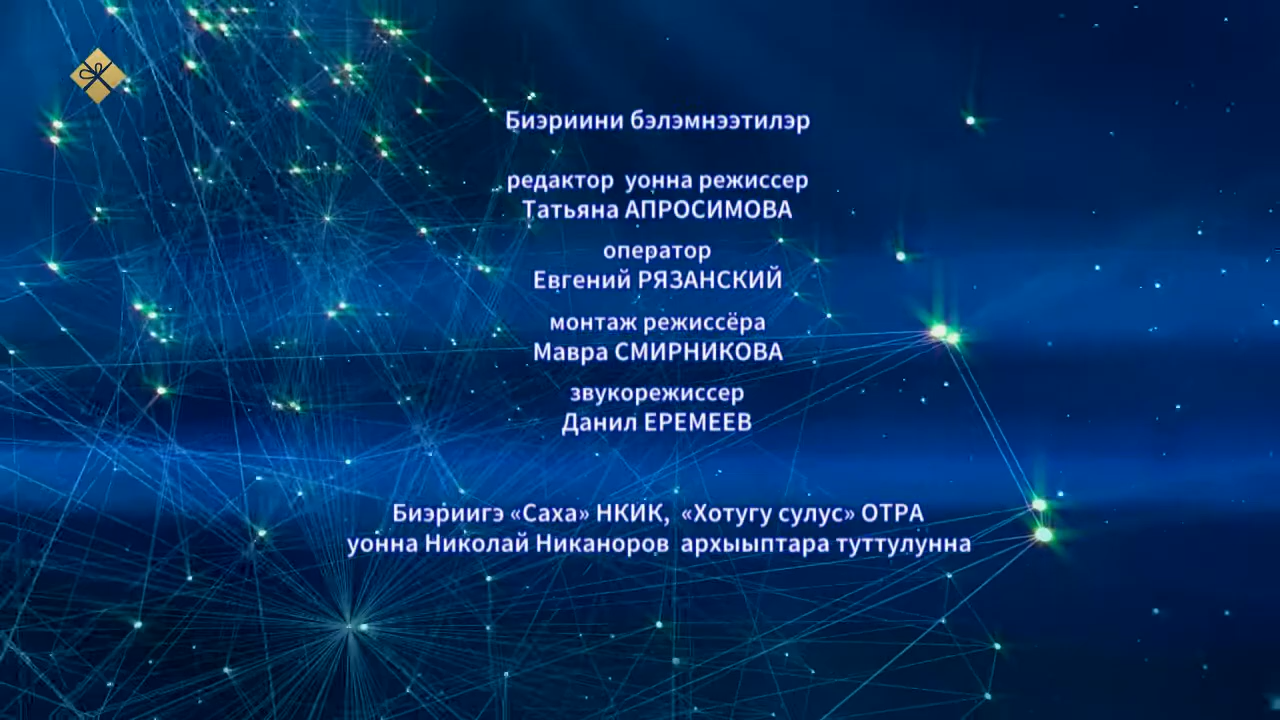 Биэриини бэлэмнээтилэр
редактор уонна режиссер
Татьяна АПРОСИМОВА
оператор
Евгений РЯЗАНСКИЙ
монтаж режиссёра
Мавра СМИРНИКОВА
звукорежиссер
Данил ЕРЕМЕЕВ
Биэриигэ «Саха» НКИК, «Хотугу сулус» ОТРА
уонна Николай Никаноров архыыптара туттулунна